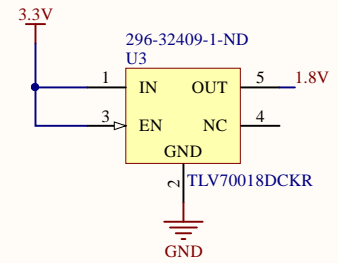 3.3V
296-32409-1-ND
U3
1 IN OUT 5 1.8V
3 EN NC 4
GND
2
TLV70018DCKR
GND